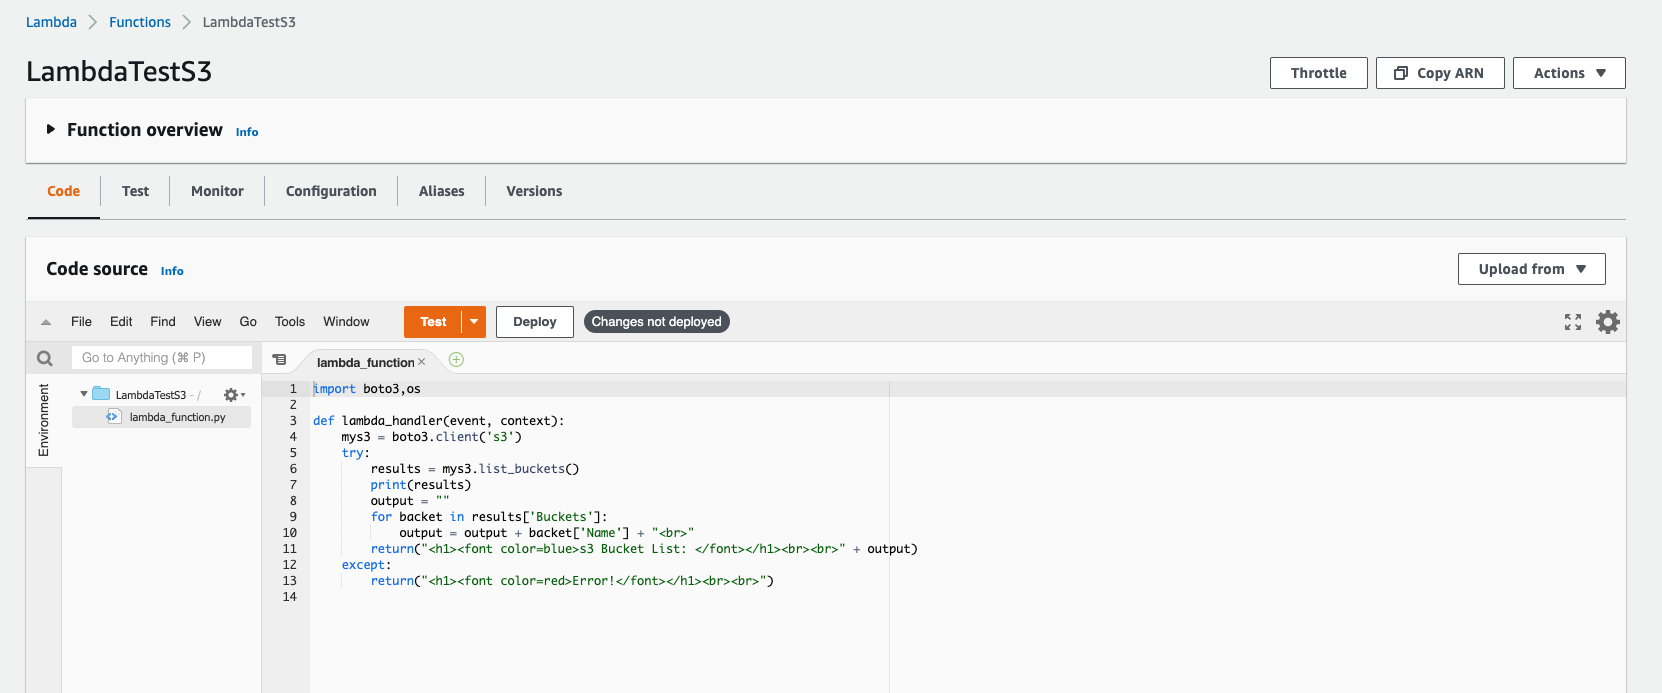 Lambda > Functions > LambdaTestS3
LambdaTestS3
Throttle Copy ARN Actions ▼
Function overview Info
Code Test Monitor Configuration Aliases Versions
Code source Info
Upload from ▼
File Edit Find View Go Tools Window Test Deploy Changes not deployed
Go to Anything (⌘ P)
lambda_function ×
Environment
LambdaTestS3 - /
lambda_function.py
1 import boto3,os
2
3 def lambda_handler(event, context):
4     mys3 = boto3.client('s3')
5     try:
6         results = mys3.list_buckets()
7         print(results)
8         output = ""
9         for backet in results['Buckets']:
10             output = output + backet['Name'] + "<br>"
11         return("<h1><font color=blue>s3 Bucket List: </font></h1><br><br>" + output)
12     except:
13         return("<h1><font color=red>Error!</font></h1><br><br>")
14